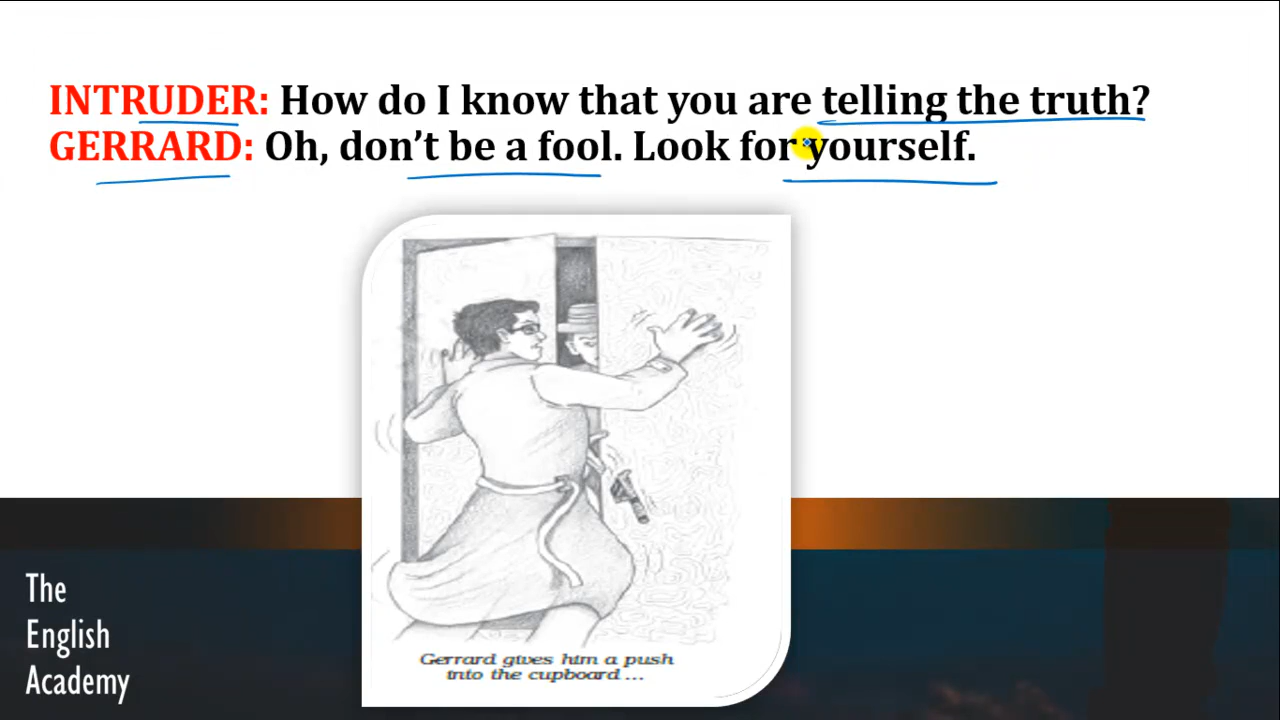 INTRUDER: How do I know that you are telling the truth?
GERRARD: Oh, don’t be a fool. Look for yourself.
Gerrard gives him a push
into the cupboard ...
The
English
Academy